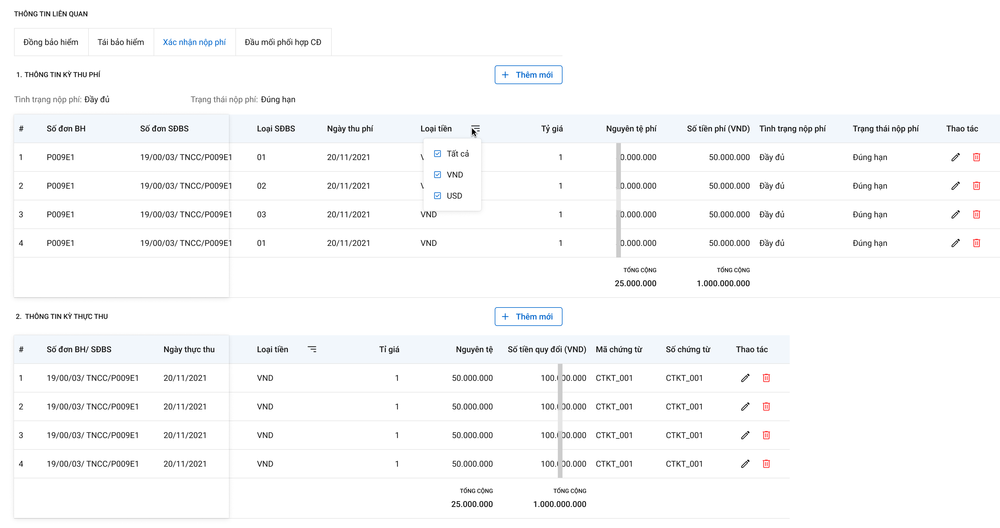 THÔNG TIN LIÊN QUAN
Đồng bảo hiểm Tái bảo hiểm Xác nhận nộp phí Đầu mối phối hợp CĐ
1. THÔNG TIN KỲ THU PHÍ + Thêm mới
Tình trạng nộp phí: Đầy đủ Trạng thái nộp phí: Đúng hạn
# Số đơn BH Số đơn SĐBS Loại SĐBS Ngày thu phí Loại tiền Tỷ giá Nguyên tệ phí Số tiền phí (VND) Tình trạng nộp phí Trạng thái nộp phí Thao tác
Tất cả
VND
USD
1 P009E1 19/00/03/ TNCC/P009E1 01 20/11/2021 1 0.000.000 50.000.000 Đầy đủ Đúng hạn
2 P009E1 19/00/03/ TNCC/P009E1 02 20/11/2021 1 0.000.000 50.000.000 Đầy đủ Đúng hạn
3 P009E1 19/00/03/ TNCC/P009E1 03 20/11/2021 VND 1 0.000.000 50.000.000 Đầy đủ Đúng hạn
4 P009E1 19/00/03/ TNCC/P009E1 01 20/11/2021 VND 1 0.000.000 50.000.000 Đầy đủ Đúng hạn
TỔNG CỘNG TỔNG CỘNG
25.000.000 1.000.000.000
2. THÔNG TIN KỲ THỰC THU + Thêm mới
# Số đơn BH/ SĐBS Ngày thực thu Loại tiền Tỉ giá Nguyên tệ Số tiền quy đổi (VND) Mã chứng từ Số chứng từ Thao tác
1 19/00/03/ TNCC/P009E1 20/11/2021 VND 1 50.000.000 100.000.000 CTKT_001 CTKT_001
2 19/00/03/ TNCC/P009E1 20/11/2021 VND 1 50.000.000 100.000.000 CTKT_001 CTKT_001
3 19/00/03/ TNCC/P009E1 20/11/2021 VND 1 50.000.000 100.000.000 CTKT_001 CTKT_001
4 19/00/03/ TNCC/P009E1 20/11/2021 VND 1 50.000.000 100.000.000 CTKT_001 CTKT_001
TỔNG CỘNG TỔNG CỘNG
25.000.000 1.000.000.000